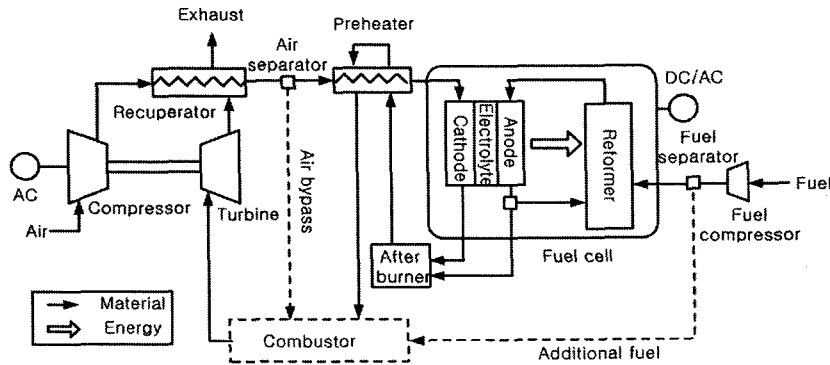 Exhaust
Preheater
Air
separator
DC/AC
Recuperator
Cathode
Electrolyte
Anode
Reformer
Fuel
separator
AC
Air bypass
Compressor
Turbine
Fuel
Fuel
compressor
Air
After
burner
Fuel cell
Material
Energy
Combustor
Additional fuel